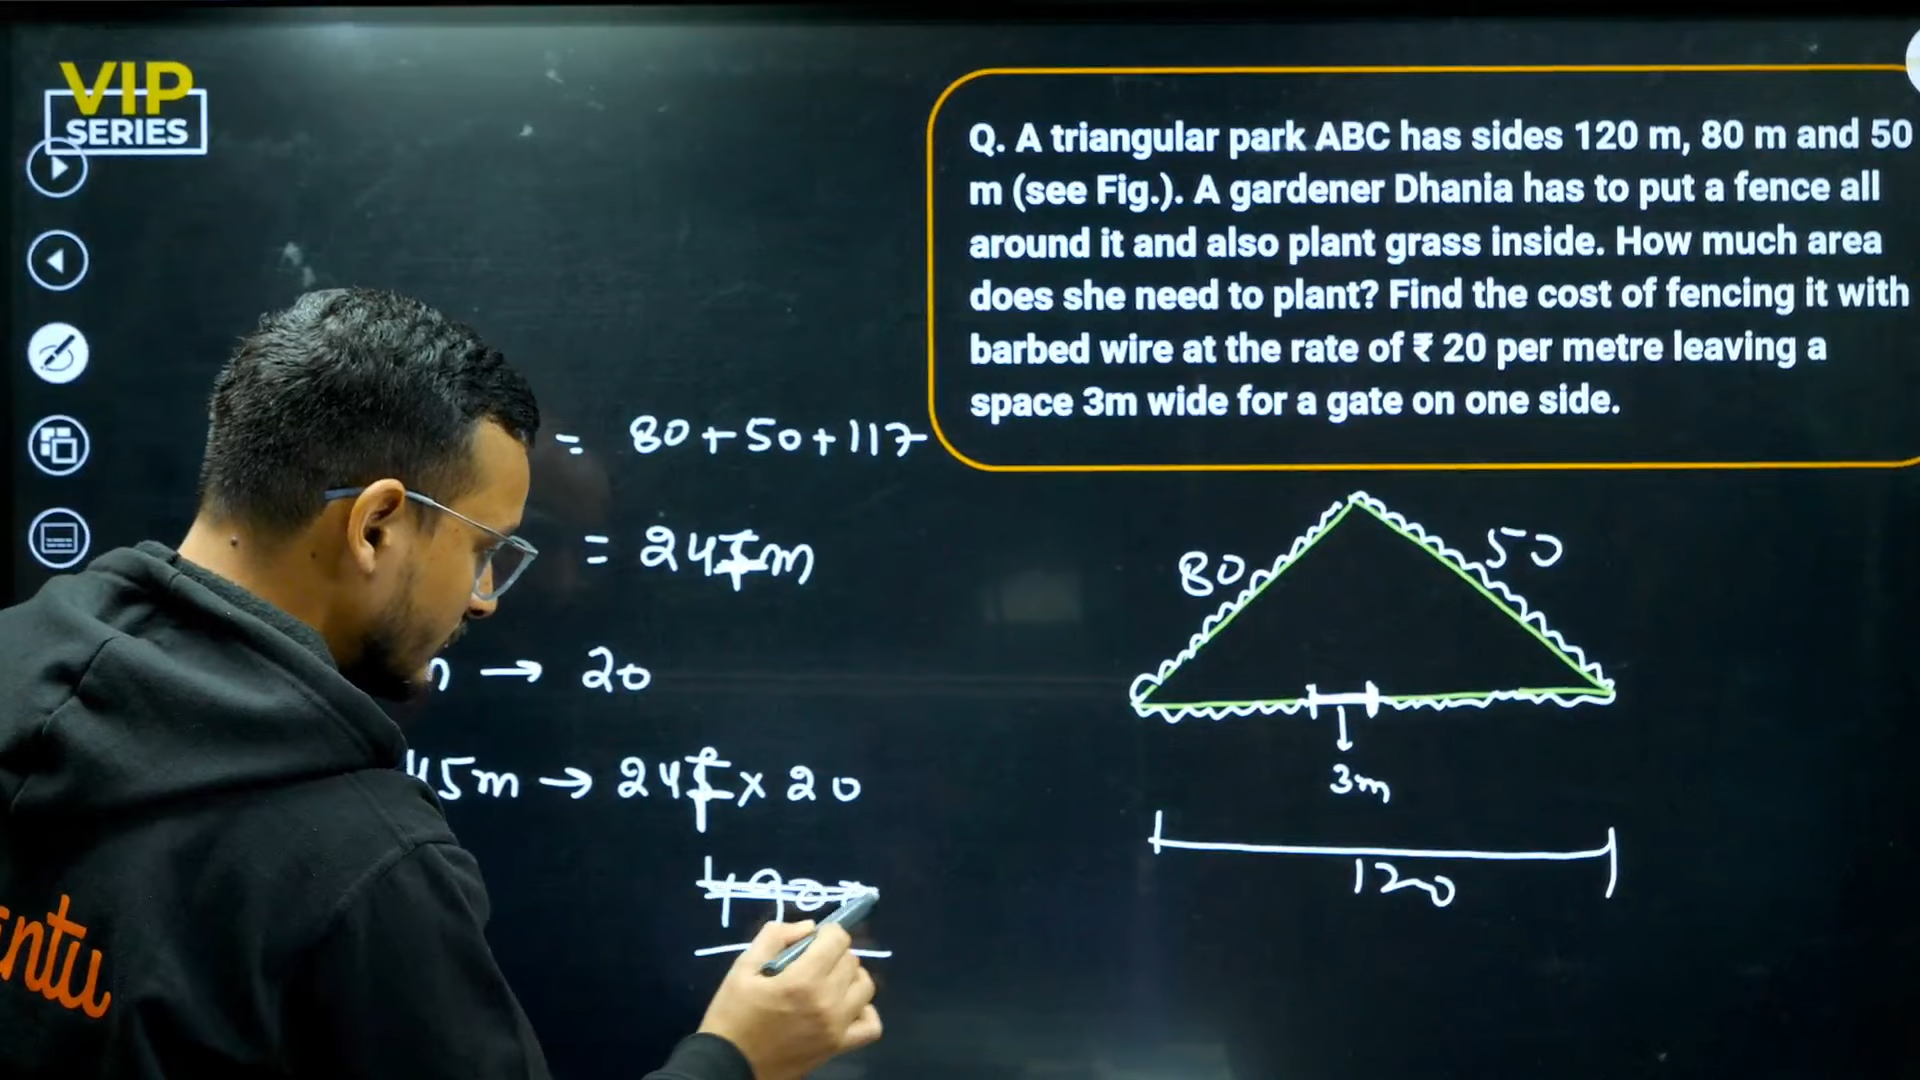 VIP
SERIES
Q. A triangular park ABC has sides 120 m, 80 m and 50
m (see Fig.). A gardener Dhania has to put a fence all
around it and also plant grass inside. How much area
does she need to plant? Find the cost of fencing it with
barbed wire at the rate of ₹ 20 per metre leaving a
space 3m wide for a gate on one side.
= 80+50+117
= 247m
→ 20
45m → 247 x 20
80
50
3m
120
ntu